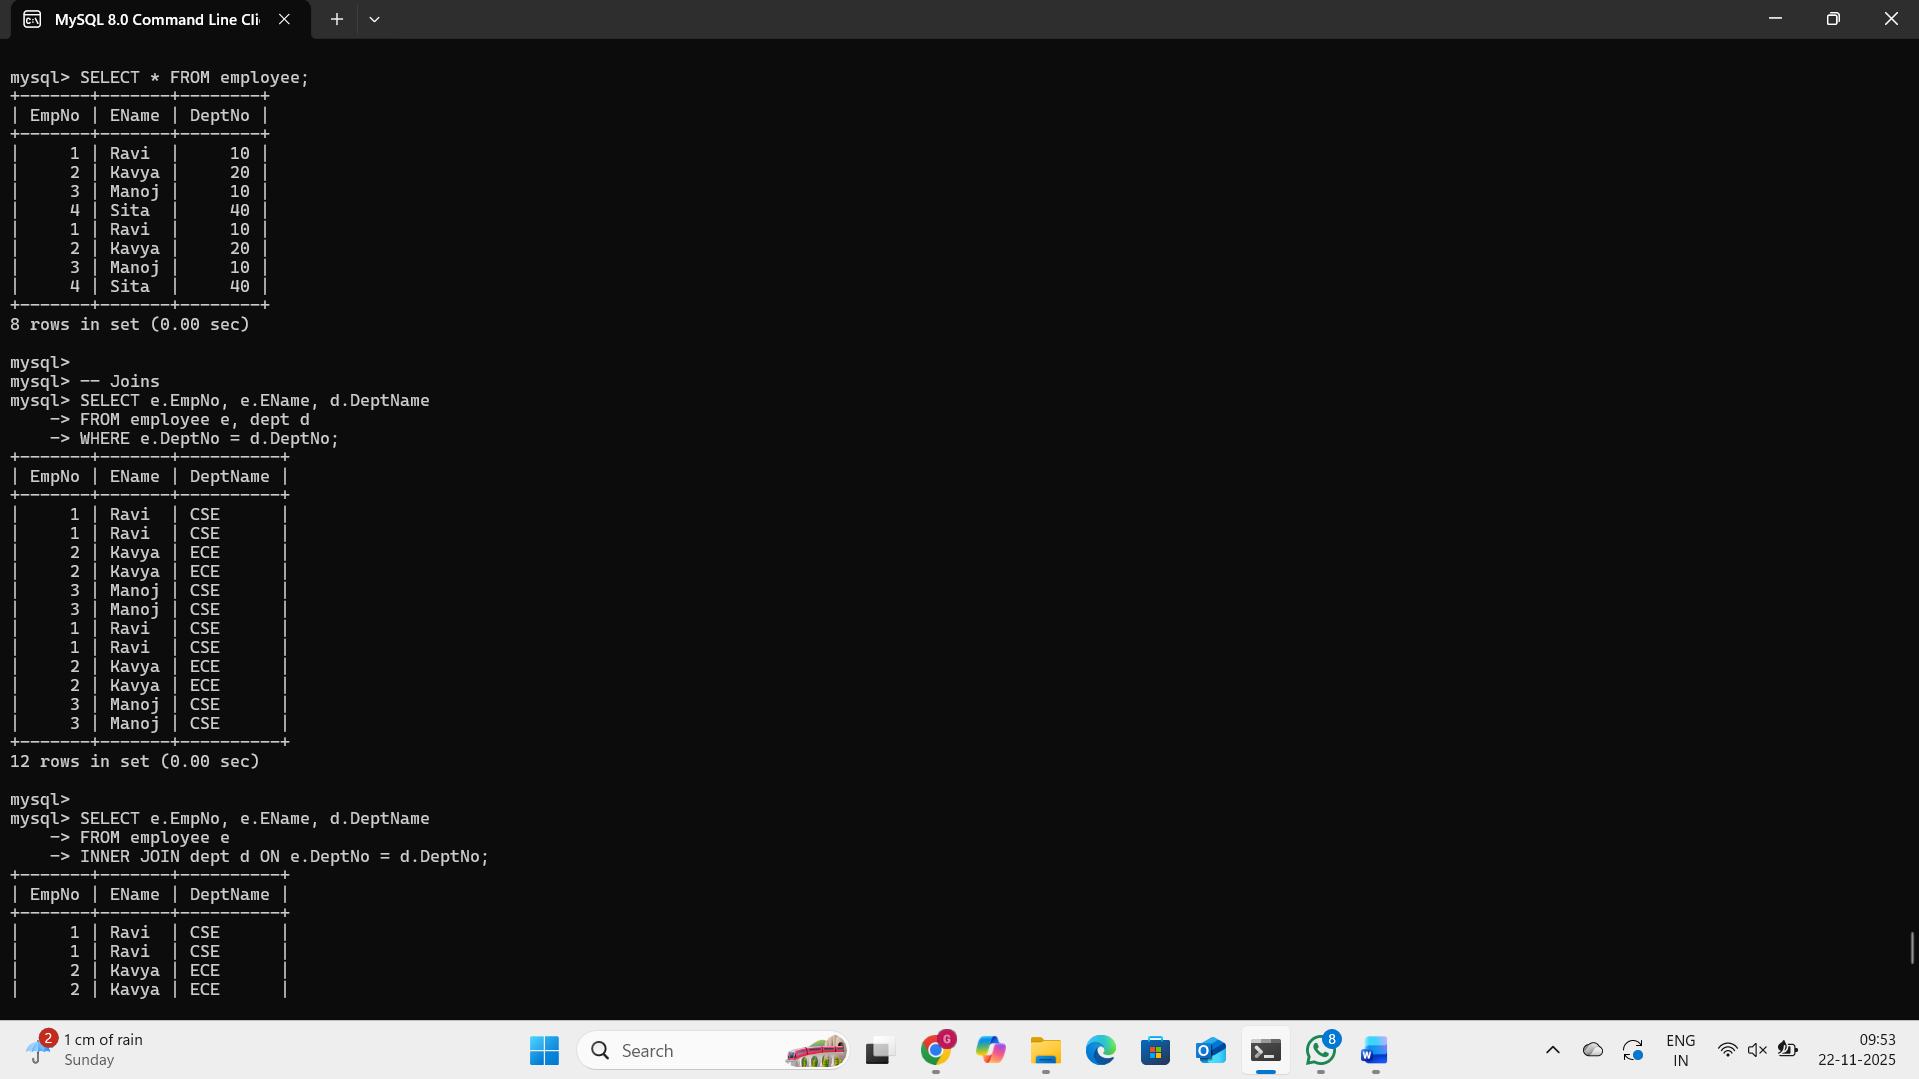 MySQL 8.0 Command Line Cli
mysql> SELECT * FROM employee;
+-------+-------+--------+
| EmpNo | EName | DeptNo |
+-------+-------+--------+
|     1 | Ravi  |     10 |
|     2 | Kavya |     20 |
|     3 | Manoj |     10 |
|     4 | Sita  |     40 |
|     1 | Ravi  |     10 |
|     2 | Kavya |     20 |
|     3 | Manoj |     10 |
|     4 | Sita  |     40 |
+-------+-------+--------+
8 rows in set (0.00 sec)
mysql>
mysql> -- Joins
mysql> SELECT e.EmpNo, e.EName, d.DeptName
    -> FROM employee e, dept d
    -> WHERE e.DeptNo = d.DeptNo;
+-------+-------+----------+
| EmpNo | EName | DeptName |
+-------+-------+----------+
|     1 | Ravi  | CSE      |
|     1 | Ravi  | CSE      |
|     2 | Kavya | ECE      |
|     2 | Kavya | ECE      |
|     3 | Manoj | CSE      |
|     3 | Manoj | CSE      |
|     1 | Ravi  | CSE      |
|     1 | Ravi  | CSE      |
|     2 | Kavya | ECE      |
|     2 | Kavya | ECE      |
|     3 | Manoj | CSE      |
|     3 | Manoj | CSE      |
+-------+-------+----------+
12 rows in set (0.00 sec)
mysql>
mysql> SELECT e.EmpNo, e.EName, d.DeptName
    -> FROM employee e
    -> INNER JOIN dept d ON e.DeptNo = d.DeptNo;
+-------+-------+----------+
| EmpNo | EName | DeptName |
+-------+-------+----------+
|     1 | Ravi  | CSE      |
|     1 | Ravi  | CSE      |
|     2 | Kavya | ECE      |
|     2 | Kavya | ECE      |
2
1 cm of rain
Sunday
Search
G
8
ENG
IN
09:53
22-11-2025